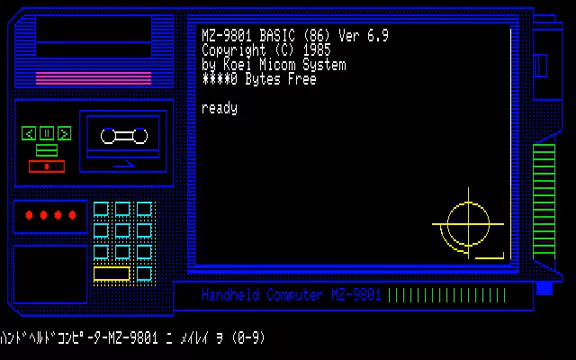 MZ-9801 BASIC (86) Ver 6.9
Copyright (C) 1985
by Koei Micom System
****0 Bytes Free
ready
Handheld Computer MZ-9801
ﾊﾝﾄﾞﾍﾙﾄﾞｺﾝﾋﾟｰﾀｰMZ-9801 ﾆ ﾒｲﾚｲ ｦ (0-9)